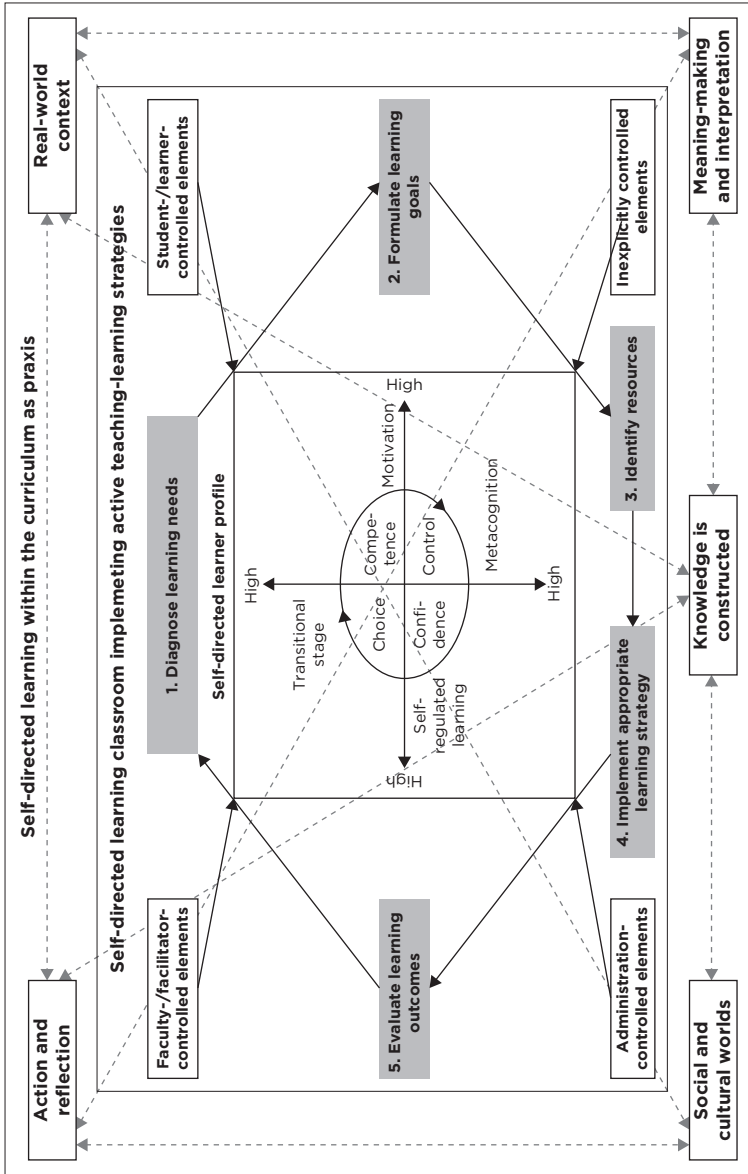 Self-directed learning within the curriculum as praxis
Action and
reflection
Real-world
context
Self-directed learning classroom implemeting active teaching-learning strategies
Faculty-/facilitator-
controlled elements
1. Diagnose learning needs
Student-/learner-
controlled elements
Self-directed learner profile
High
Transitional
stage
Choice
Compe-
tence
Motivation
High
5. Evaluate learning
outcomes
2. Formulate learning
goals
High
Self-
regulated
learning
Confi-
dence
Control
Metacognition
High
Administration-
controlled elements
4. Implement appropriate
learning strategy
3. Identify resources
Inexplicitly controlled
elements
Social and
cultural worlds
Knowledge is
constructed
Meaning-making
and interpretation